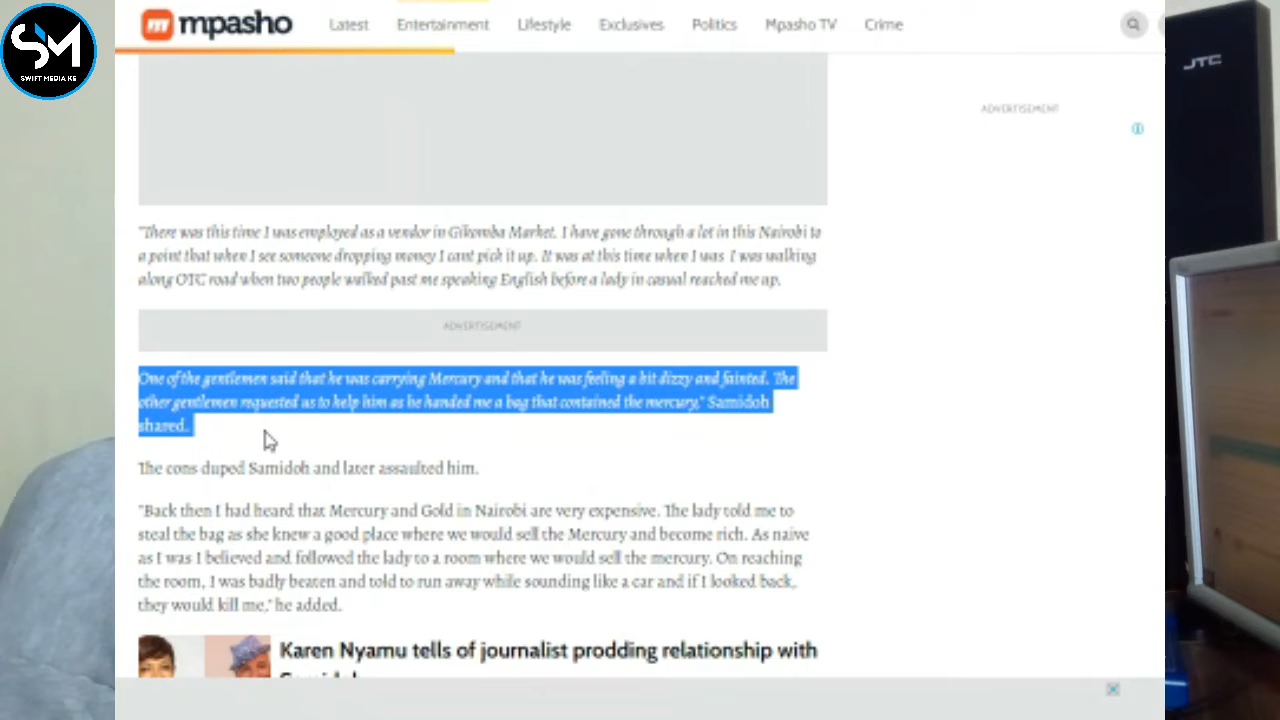 SM
SWIFT MEDIA KE
m mpasho
Latest Entertainment Lifestyle Exclusives Politics Mpasho TV Crime
JTC
ADVERTISEMENT
"There was this time I was employed as a vendor in Gikomba Market. I have gone through a lot in this Nairobi to
a point that when I see someone dropping money I cant pick it up. It was at this time when I was I was walking
along OTC road when two people walked past me speaking English before a lady in casual reached me up.
ADVERTISEMENT
One of the gentlemen said that he was carrying Mercury and that he was feeling a bit dizzy and fainted. The
other gentlemen requested us to help him as he handed me a bag that contained the mercury," Samidoh
shared.
The cons duped Samidoh and later assaulted him.
"Back then I had heard that Mercury and Gold in Nairobi are very expensive. The lady told me to
steal the bag as she knew a good place where we would sell the Mercury and become rich. As naive
as I was I believed and followed the lady to a room where we would sell the mercury. On reaching
the room, I was badly beaten and told to run away while sounding like a car and if I looked back,
they would kill me," he added.
Karen Nyamu tells of journalist prodding relationship with